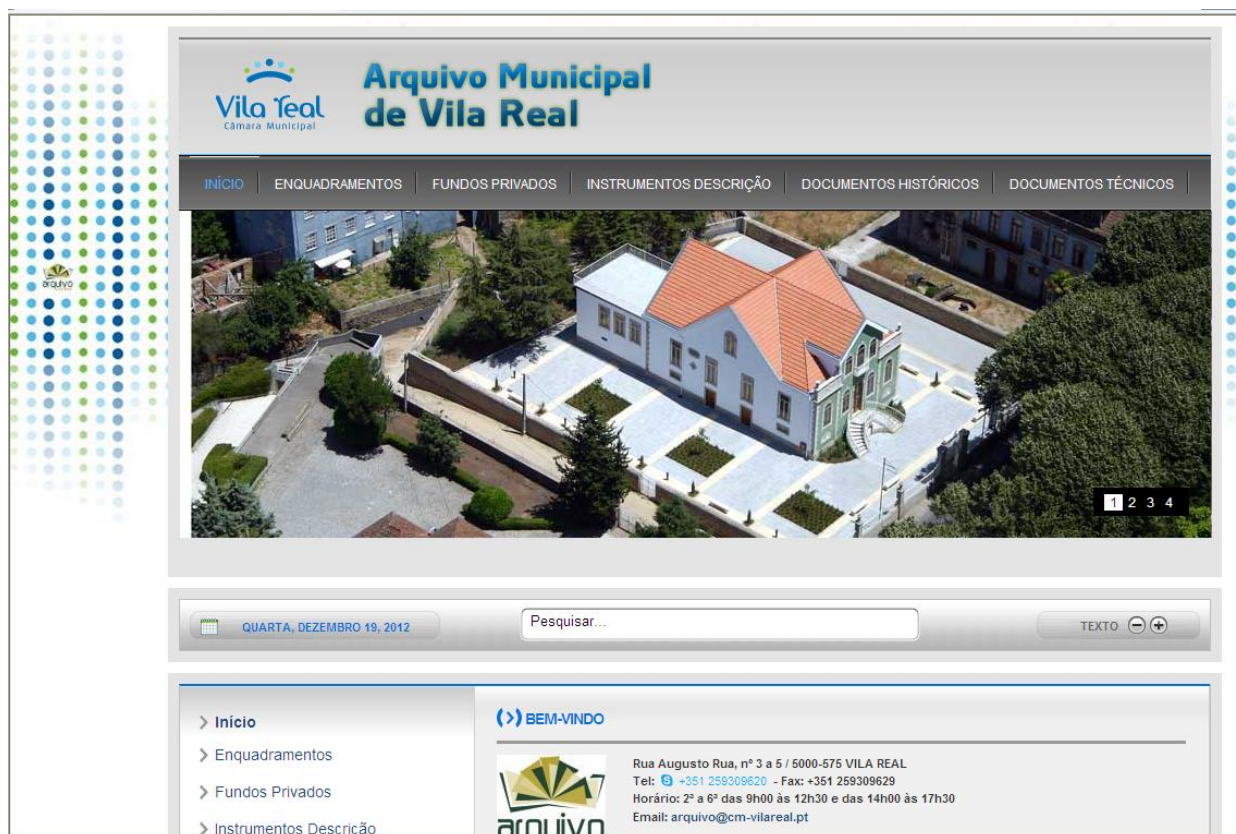 Vila Real
Câmara Municipal
Arquivo Municipal
de Vila Real
INÍCIO
ENQUADRAMENTOS
FUNDOS PRIVADOS
INSTRUMENTOS DESCRIÇÃO
DOCUMENTOS HISTÓRICOS
DOCUMENTOS TÉCNICOS
arquivo
1 2 3 4
QUARTA, DEZEMBRO 19, 2012
Pesquisar...
TEXTO
Início
Enquadramentos
Fundos Privados
Instrumentos Descrição
BEM-VINDO
arquivo
Rua Augusto Rua, nº 3 a 5 / 5000-575 VILA REAL
Tel: +351 259309620 - Fax: +351 259309629
Horário: 2ª a 6ª das 9h00 às 12h30 e das 14h00 às 17h30
Email: arquivo@cm-vilareal.pt